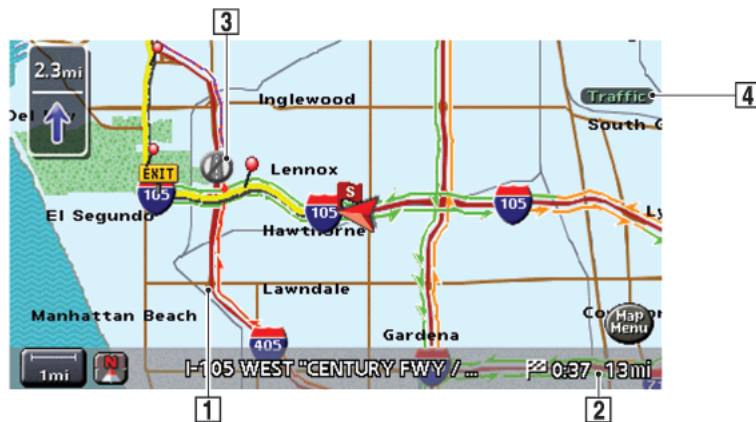 3
2.3mi
Inglewood
Traffic
4
Del
South G
EXIT
Lennox
S
105
105
105
El Segundo
Hawthorne
Ly
Lawndale
Manhattan Beach
Map
Menu
Gardena
405
1mi
N
I-105 WEST "CENTURY FWY / ...
0:37
13mi
1
2